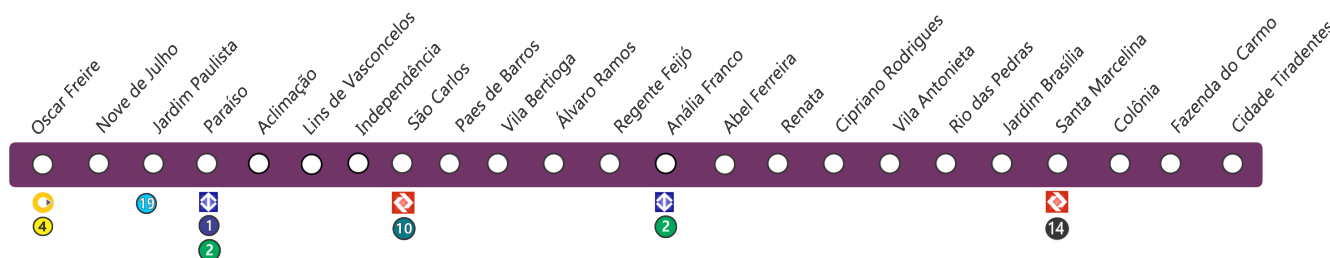 Oscar Freire
Nove de Julho
Jardim Paulista
Paraíso
Aclimação
Lins de Vasconcelos
Independência
São Carlos
Paes de Barros
Vila Bertioga
Álvaro Ramos
Regente Feijó
Anália Franco
Abel Ferreira
Renata
Cipriano Rodrigues
Vila Antonieta
Rio das Pedras
Jardim Brasília
Santa Marcelina
Colônia
Fazenda do Carmo
Cidade Tiradentes
4
19
1
2
10
2
14